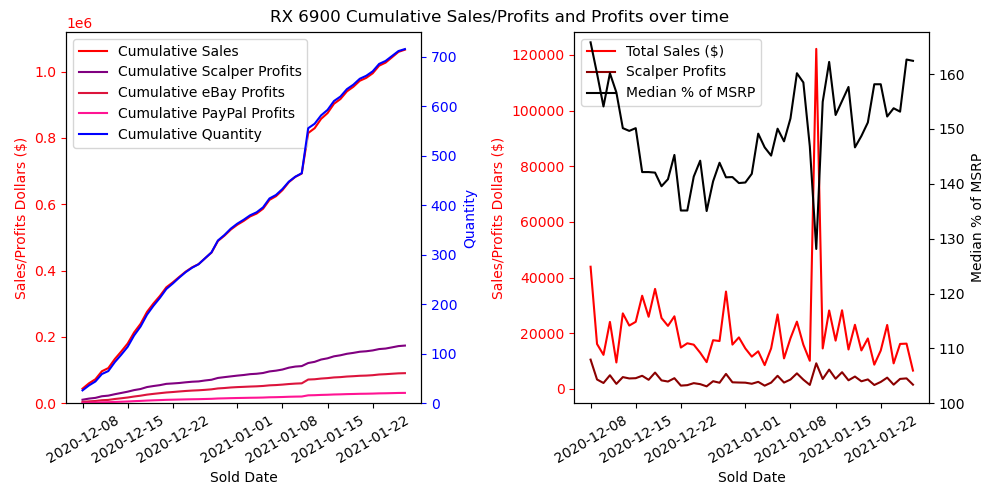 RX 6900 Cumulative Sales/Profits and Profits over time
1e6
Cumulative Sales
Cumulative Scalper Profits
Cumulative eBay Profits
Cumulative PayPal Profits
Cumulative Quantity
Sales/Profits Dollars ($)
1.0
0.8
0.6
0.4
0.2
0.0
700
600
500
400
300
200
100
0
Quantity
2020-12-08
2020-12-15
2020-12-22
2021-01-01
2021-01-08
2021-01-15
2021-01-22
Sold Date
Total Sales ($)
Scalper Profits
Median % of MSRP
Sales/Profits Dollars ($)
120000
100000
80000
60000
40000
20000
0
160
150
140
130
120
110
100
Median % of MSRP
2020-12-08
2020-12-15
2020-12-22
2021-01-01
2021-01-08
2021-01-15
2021-01-22
Sold Date